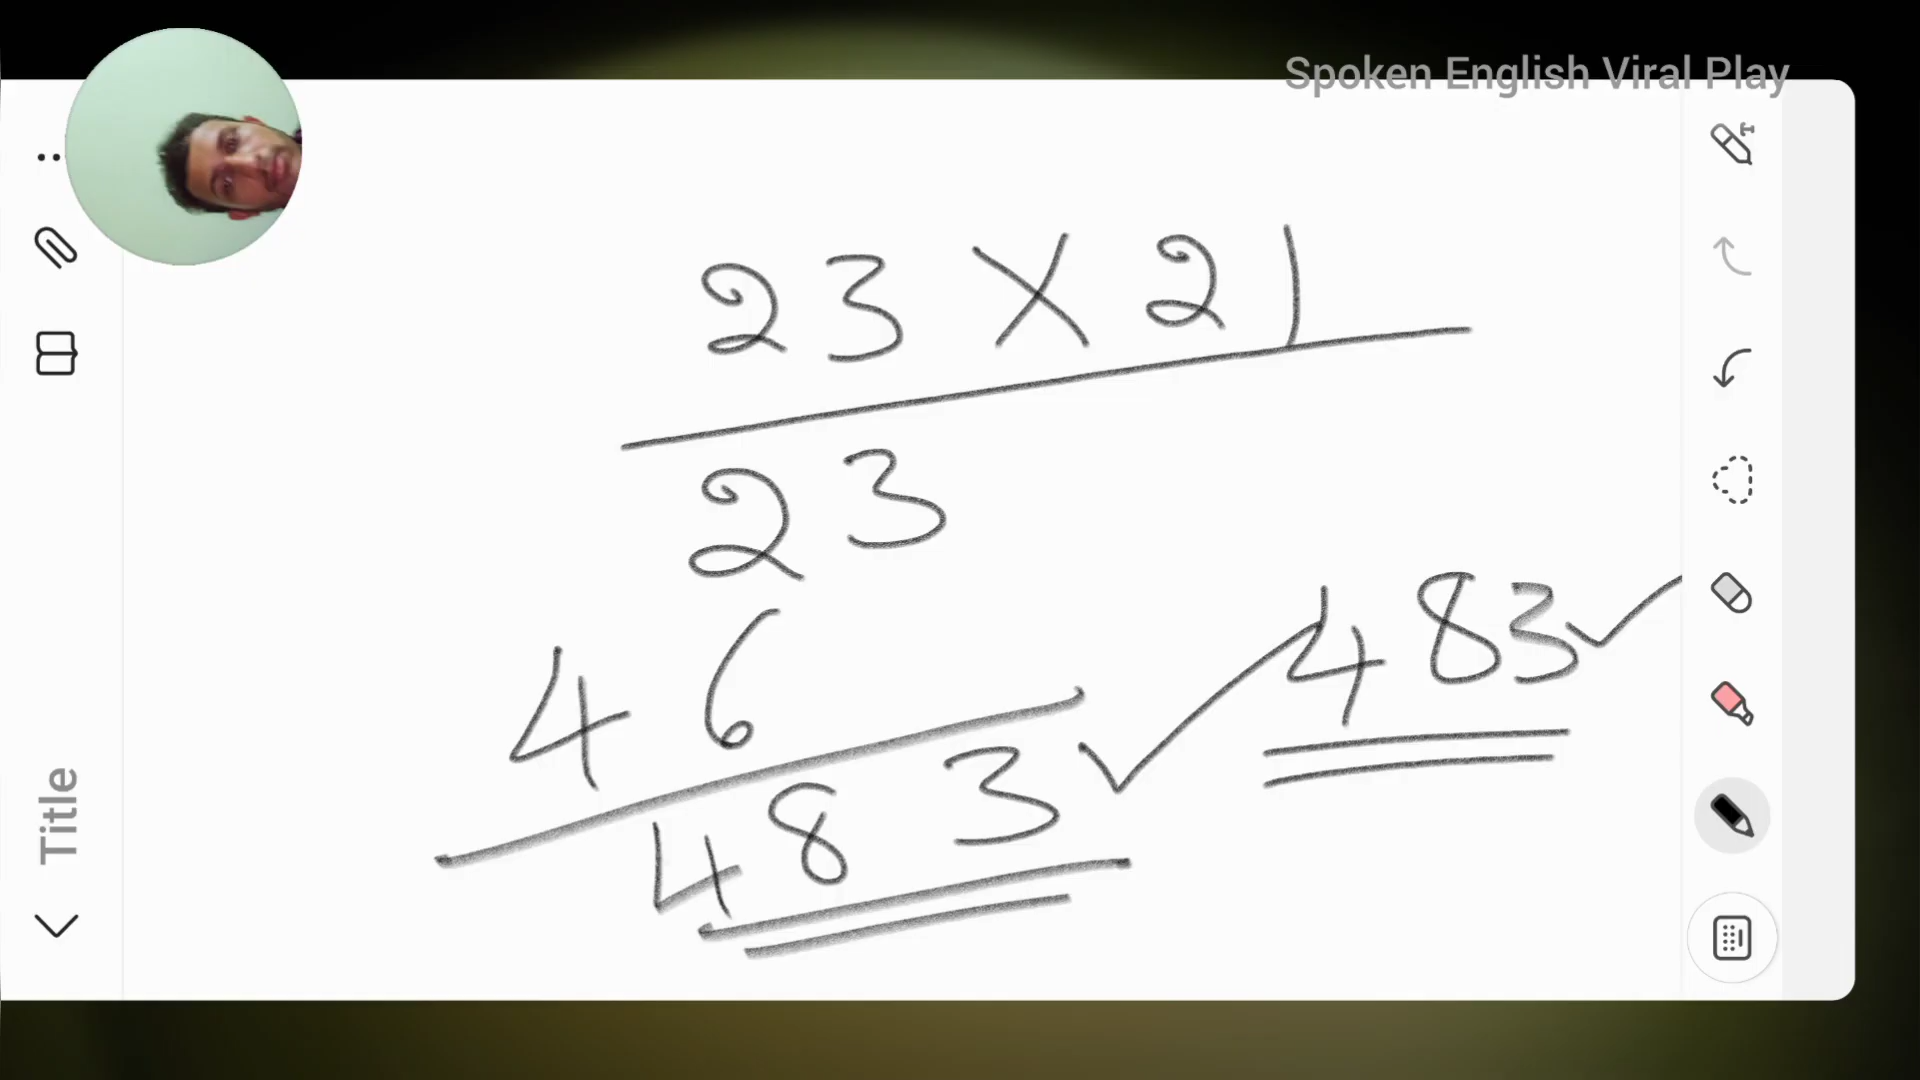 Spoken English Viral Play
23 X 21
23
46
483
483
Title